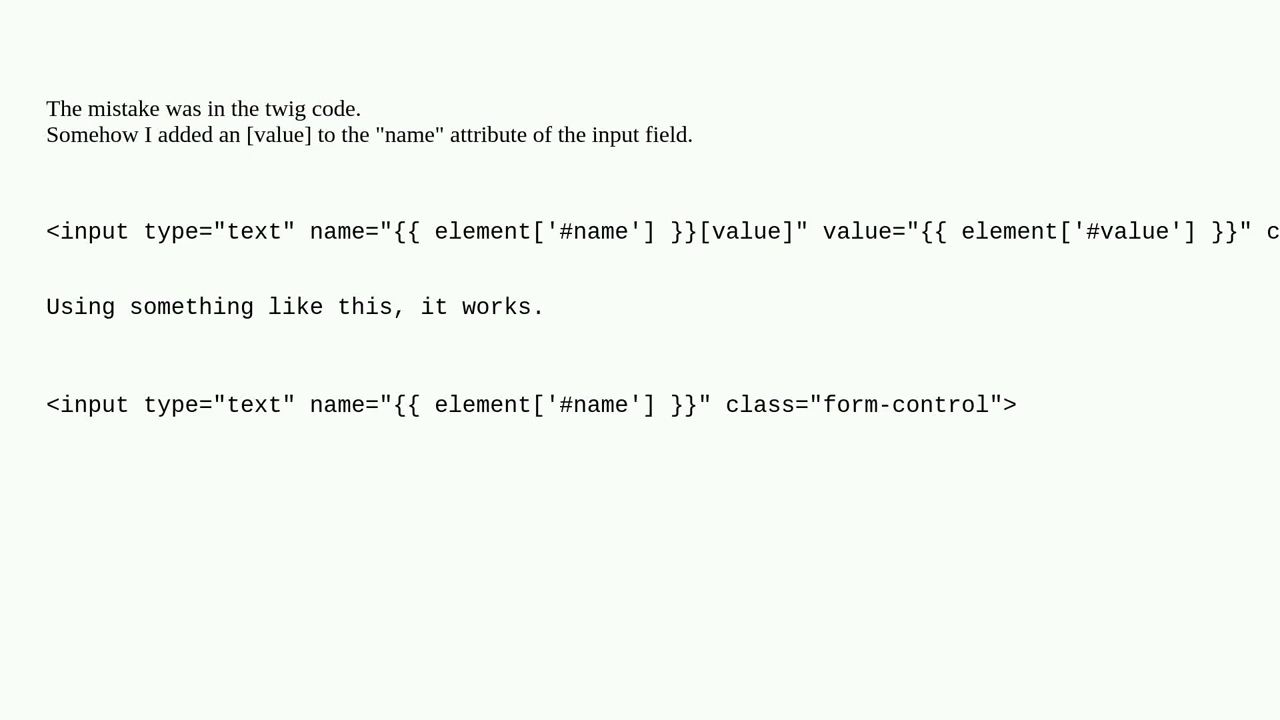 The mistake was in the twig code.
Somehow I added an [value] to the "name" attribute of the input field.
<input type="text" name="{{ element['#name'] }}[value]" value="{{ element['#value'] }}" c
Using something like this, it works.
<input type="text" name="{{ element['#name'] }}" class="form-control">